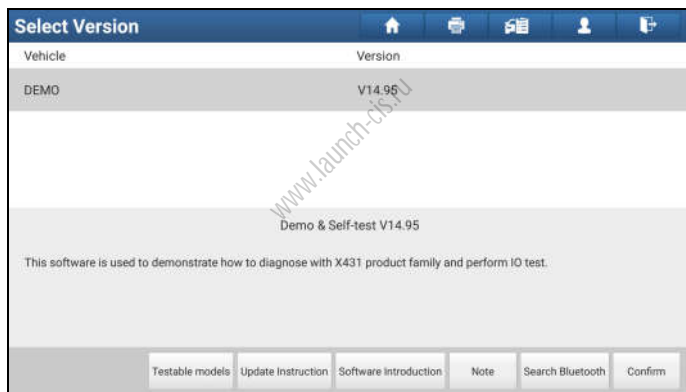 Select Version
Vehicle Version
DEMO V14.95
www.launch-cis.ru
Demo & Self-test V14.95
This software is used to demonstrate how to diagnose with X431 product family and perform IO test.
Testable models Update Instruction Software Introduction Note Search Bluetooth Confirm